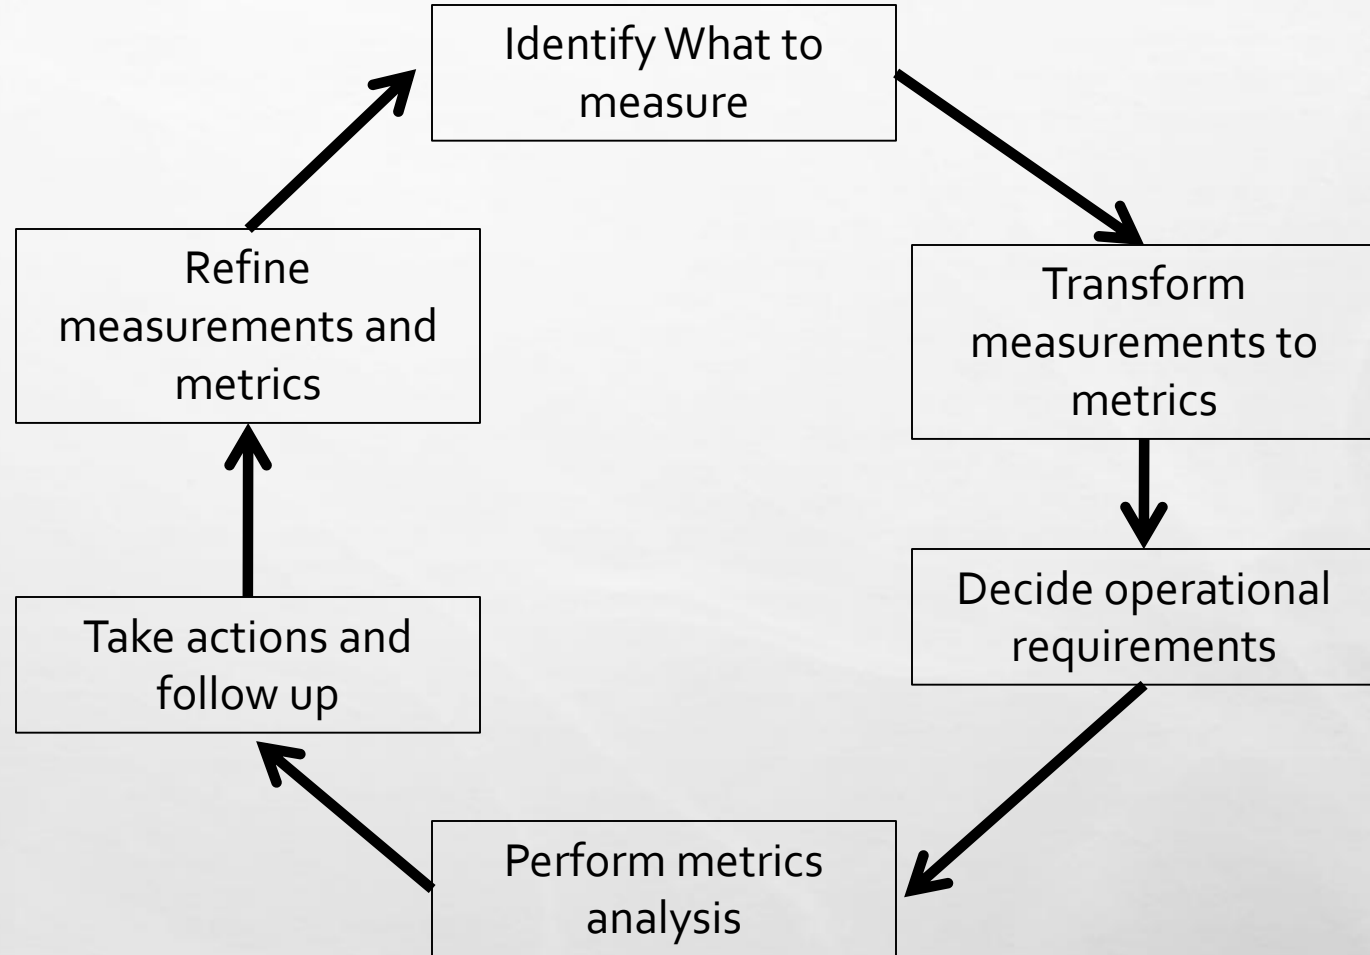 Identify What to
measure
Transform
measurements to
metrics
Decide operational
requirements
Perform metrics
analysis
Take actions and
follow up
Refine
measurements and
metrics